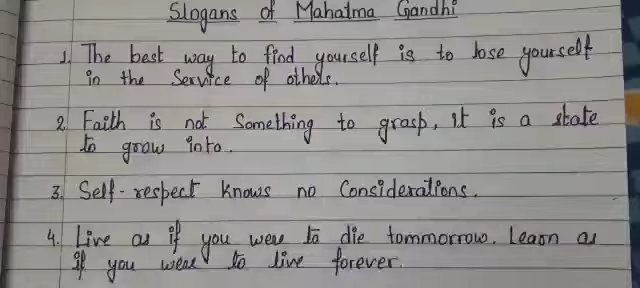 Slogans of Mahatma Gandhi
1. The best way to find yourself is to lose yourself
in the Service of others.
2. Faith is not Something to grasp, it is a state
to grow into.
3. Self-respect knows no Considerations.
4. Live as if you were to die tommorrow. Learn as
if you were to live forever.